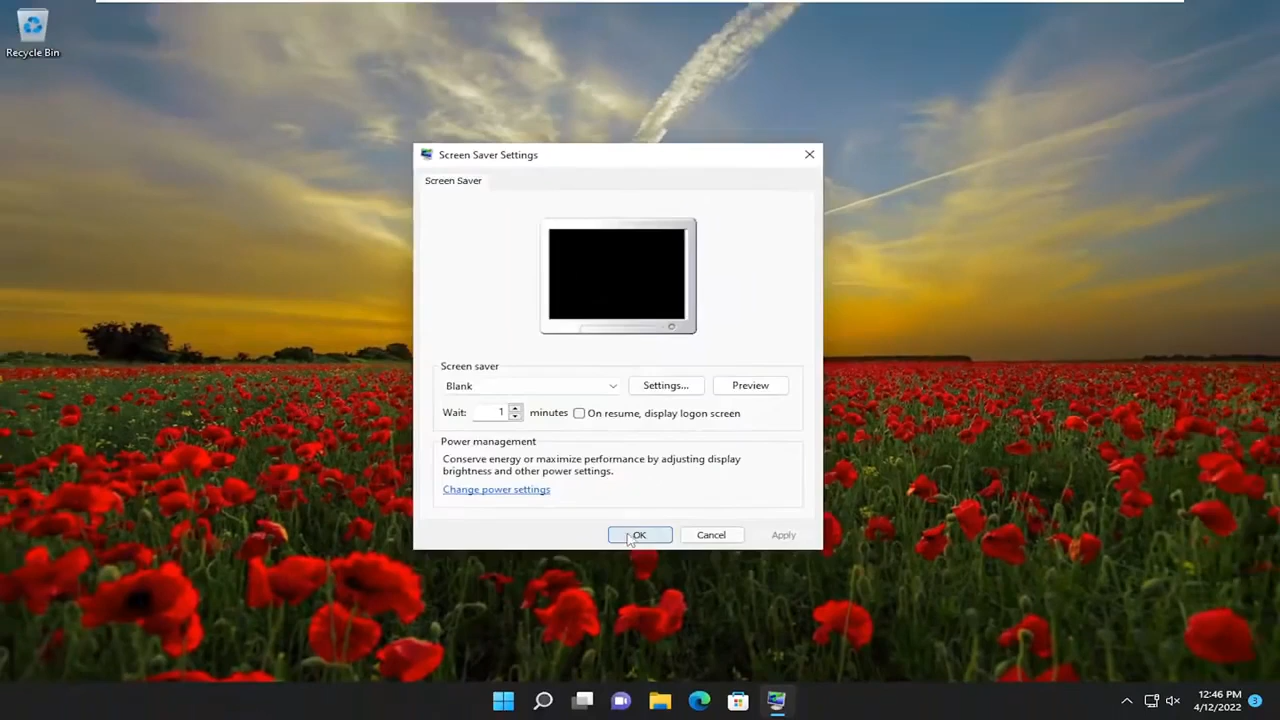 Recycle Bin
Screen Saver Settings
Screen Saver
Screen saver
Blank
Settings...
Preview
Wait: 1 minutes On resume, display logon screen
Power management
Conserve energy or maximize performance by adjusting display
brightness and other power settings.
Change power settings
OK Cancel Apply
12:46 PM
4/12/2022
3